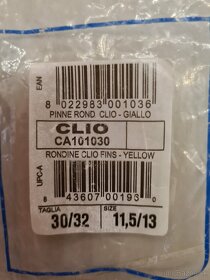 EAN
8 022983 001036
PINNE ROND. CLIO - GIALLO
CLIO
CA101030
RONDINE CLIO FINS - YELLOW
UPC-A
8 43607 00193 0
TAGLIA
SIZE
30/32
11,5/13